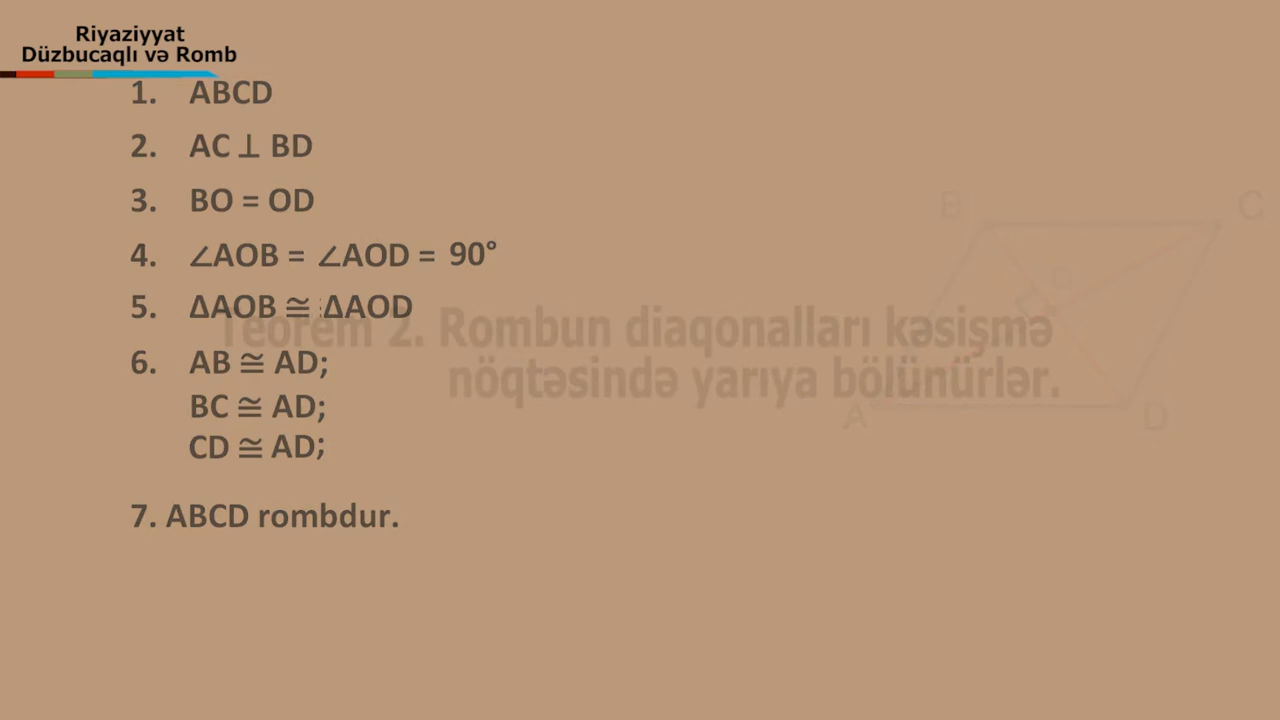 Riyaziyyat
Düzbucaqlı və Romb
1. ABCD
2. AC ⊥ BD
3. BO = OD
4. ∠AOB = ∠AOD = 90°
5. ΔAOB ≅ ΔAOD
Teorem 2. Rombun diaqonalları kəsişmə
nöqtəsində yarıya bölünürlər.
6. AB ≅ AD;
BC ≅ AD;
CD ≅ AD;
7. ABCD rombdur.
B
C
O
A
D